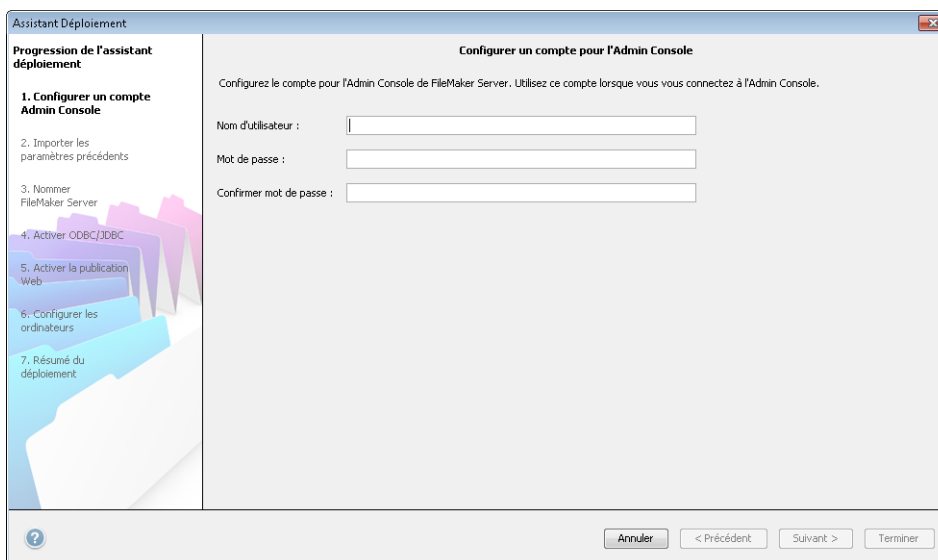 Assistant Déploiement
Progression de l'assistant
déploiement
1. Configurer un compte
Admin Console
2. Importer les
paramètres précédents
3. Nommer
FileMaker Server
4. Activer ODBC/JDBC
5. Activer la publication
Web
6. Configurer les
ordinateurs
7. Résumé du
déploiement
Configurer un compte pour l'Admin Console
Configurez le compte pour l'Admin Console de FileMaker Server. Utilisez ce compte lorsque vous vous connectez à l'Admin Console.
Nom d'utilisateur :
Mot de passe :
Confirmer mot de passe :
?
Annuler
< Précédent
Suivant >
Terminer